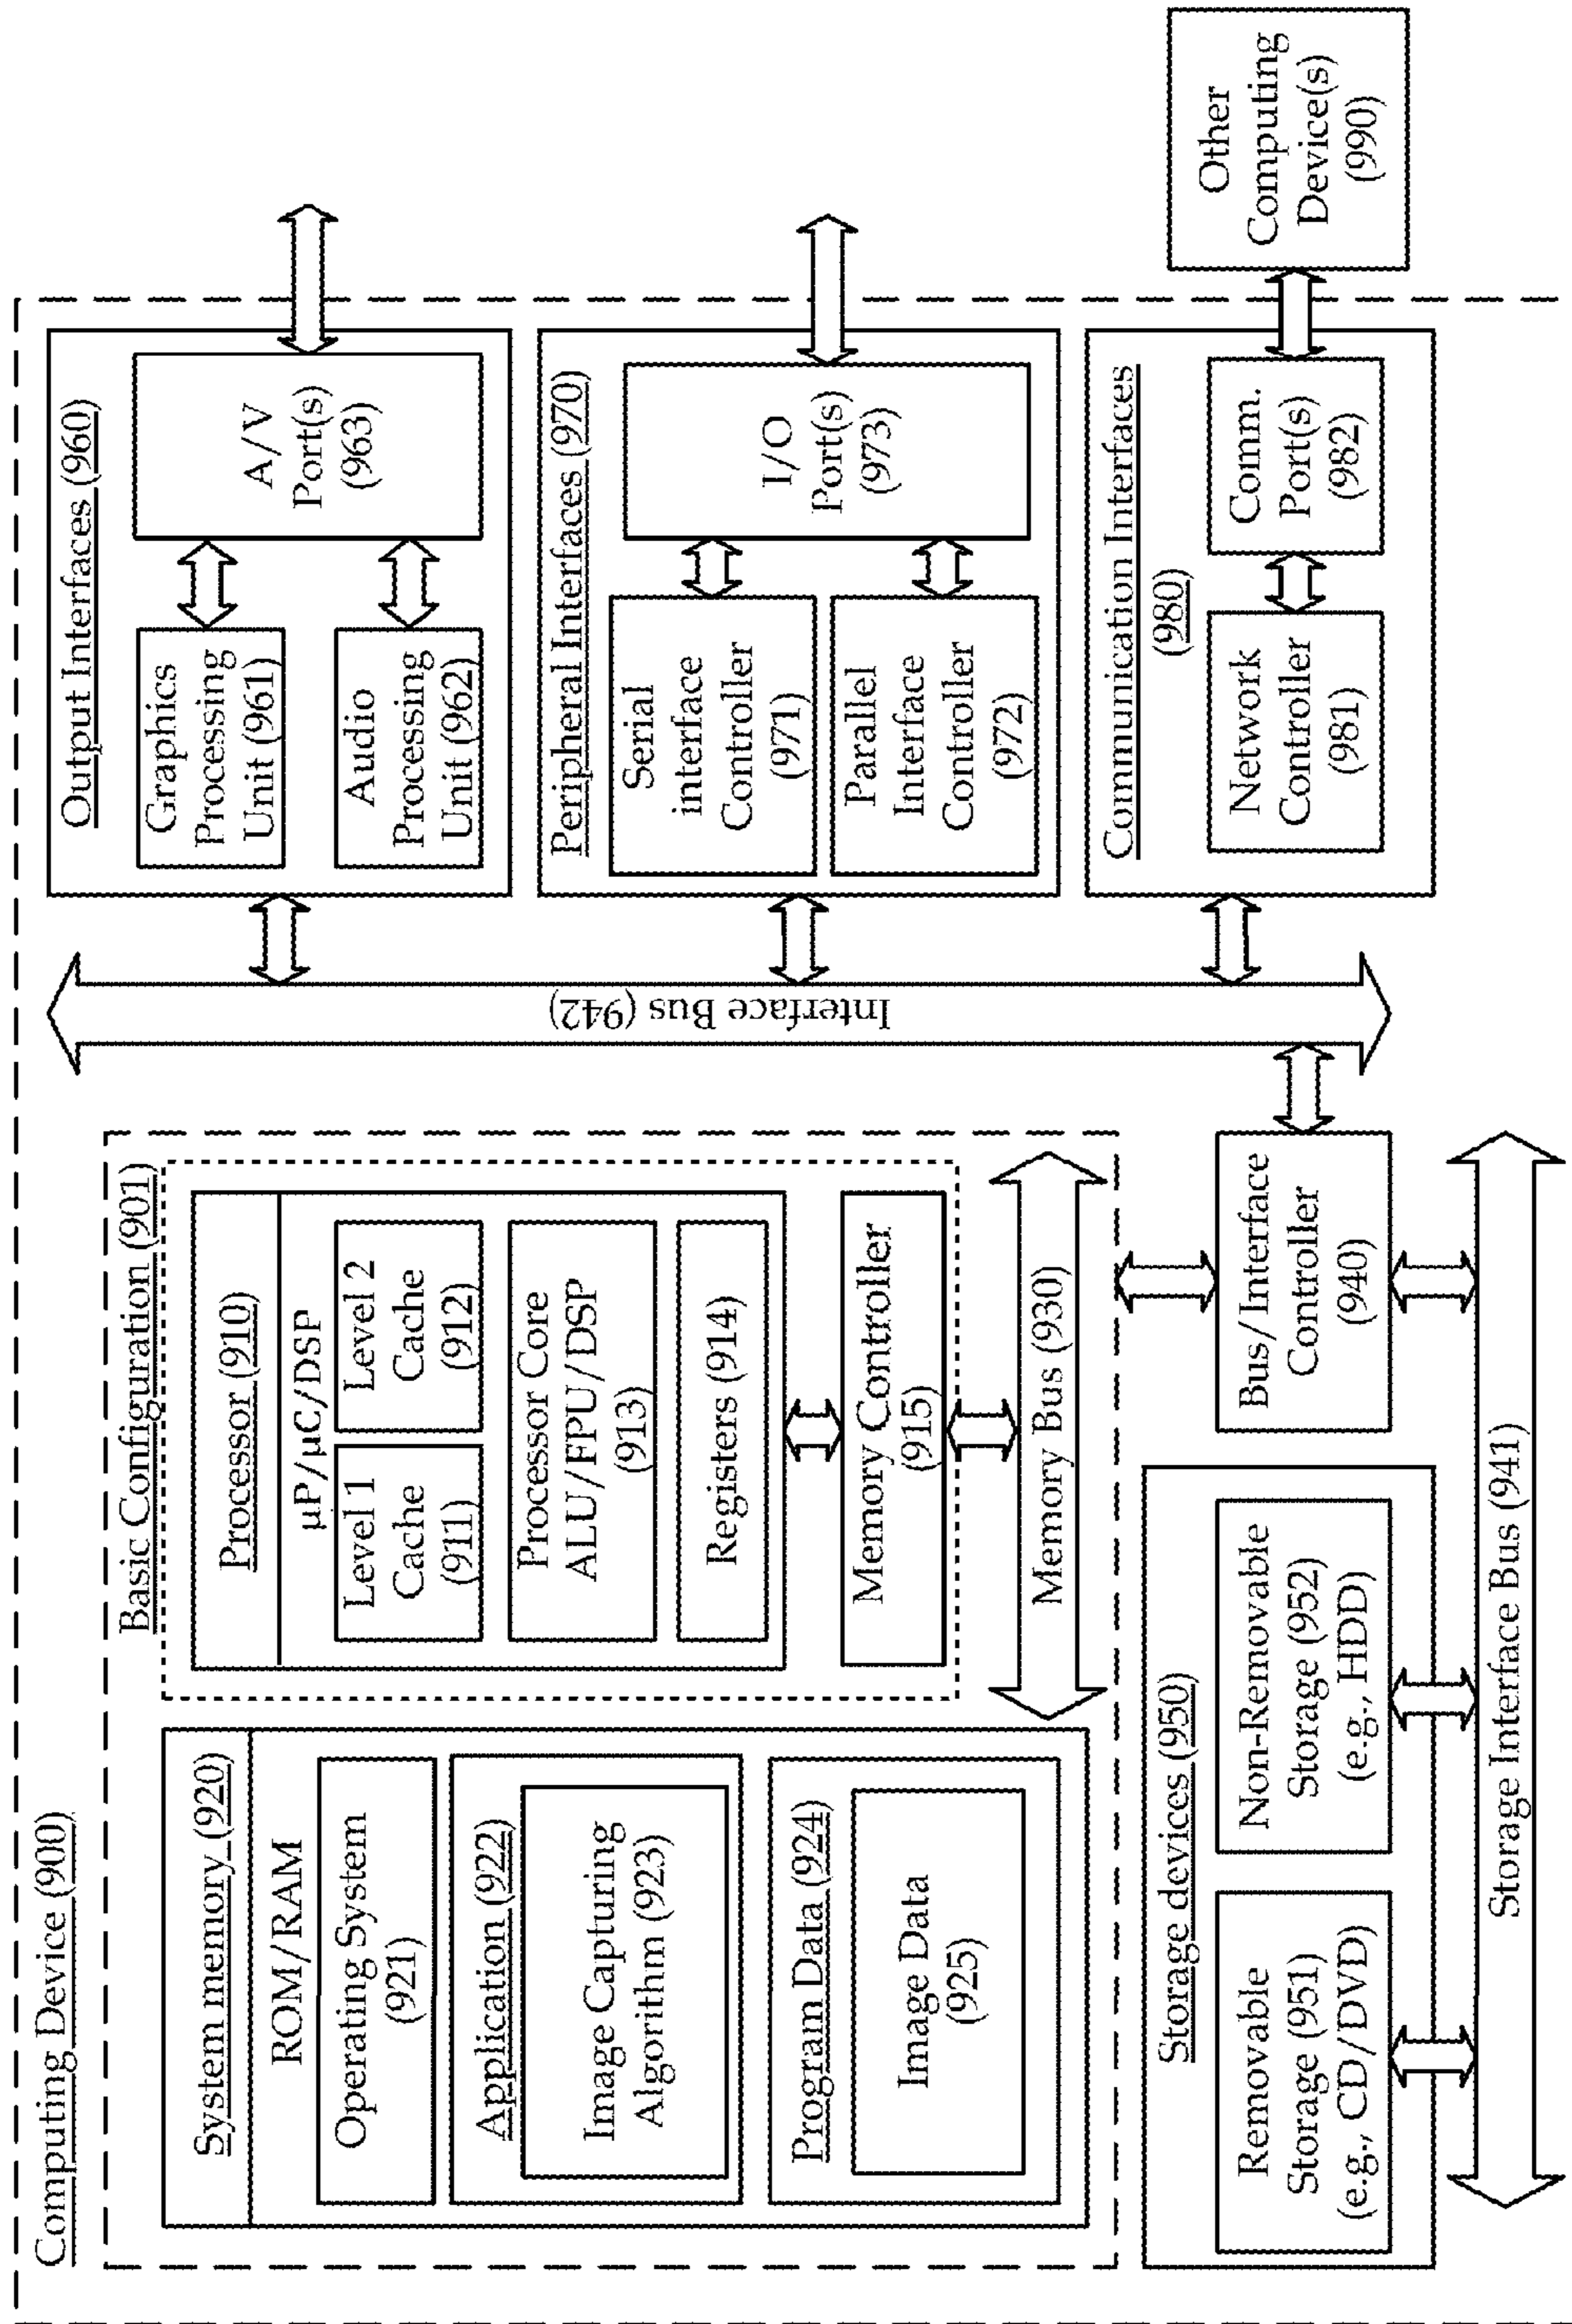 Computing Device (900)
Basic Configuration (901)
System memory (920)
ROM/RAM
Operating System
(921)
Application (922)
Image Capturing
Algorithm (923)
Program Data (924)
Image Data
(925)
Processor (910)
µP/µC/DSP
Level 1
Cache
(911)
Level 2
Cache
(912)
Processor Core
ALU/FPU/DSP
(913)
Registers (914)
Memory Controller
(915)
Memory Bus (930)
Bus/Interface
Controller
(940)
Storage devices (950)
Removable
Storage (951)
(e.g., CD/DVD)
Non-Removable
Storage (952)
(e.g., HDD)
Storage Interface Bus (941)
Interface Bus (942)
Output Interfaces (960)
Graphics
Processing
Unit (961)
Audio
Processing
Unit (962)
A/V
Port(s)
(963)
Peripheral Interfaces (970)
Serial
interface
Controller
(971)
Parallel
Interface
Controller
(972)
I/O
Port(s)
(973)
Communication Interfaces
(980)
Network
Controller
(981)
Comm.
Port(s)
(982)
Other
Computing
Device(s)
(990)